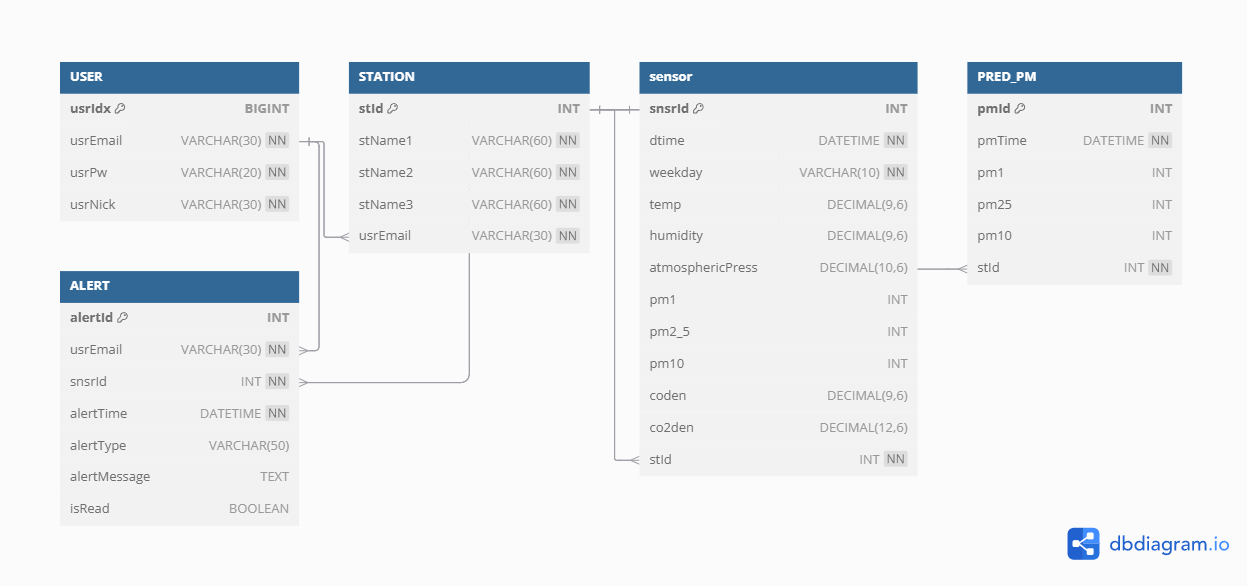 USER
usrIdx BIGINT
usrEmail VARCHAR(30) NN
usrPw VARCHAR(20) NN
usrNick VARCHAR(30) NN
ALERT
alertId INT
usrEmail VARCHAR(30) NN
snsrId INT NN
alertTime DATETIME NN
alertType VARCHAR(50)
alertMessage TEXT
isRead BOOLEAN
STATION
stId INT
stName1 VARCHAR(60) NN
stName2 VARCHAR(60) NN
stName3 VARCHAR(60) NN
usrEmail VARCHAR(30) NN
sensor
snsrId INT
dtime DATETIME NN
weekday VARCHAR(10) NN
temp DECIMAL(9,6)
humidity DECIMAL(9,6)
atmosphericPress DECIMAL(10,6)
pm1 INT
pm2_5 INT
pm10 INT
coden DECIMAL(9,6)
co2den DECIMAL(12,6)
stId INT NN
PRED_PM
pmId INT
pmTime DATETIME NN
pm1 INT
pm25 INT
pm10 INT
stId INT NN
dbdiagram.io